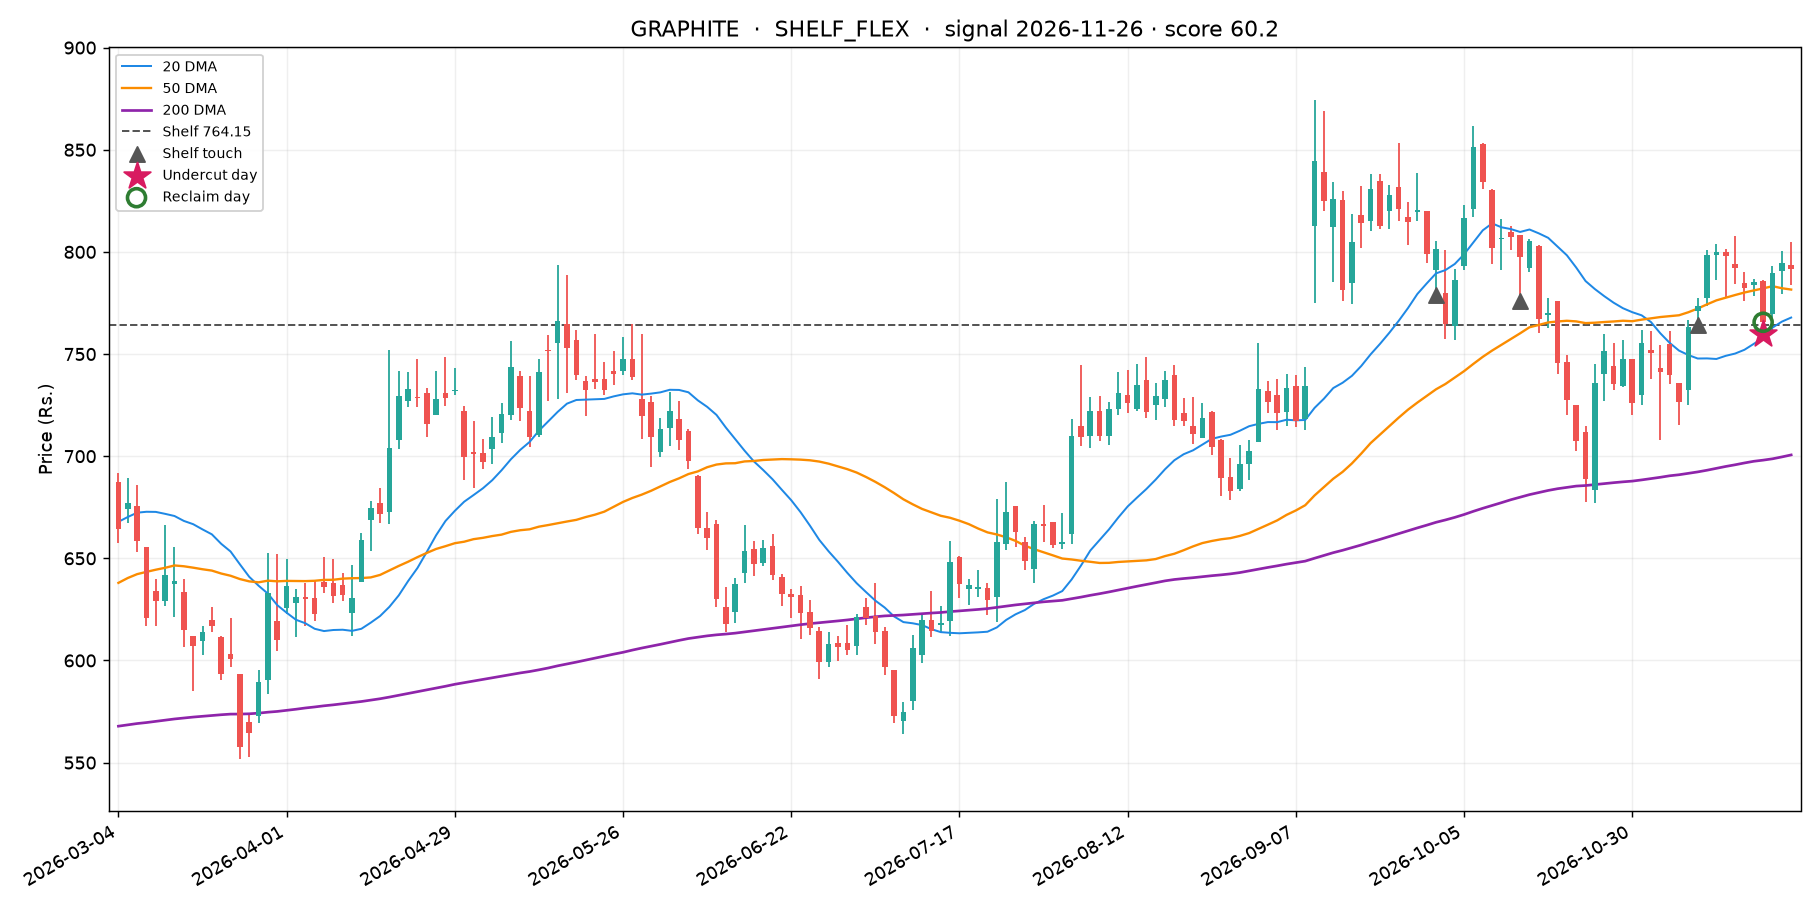 GRAPHITE · SHELF_FLEX · signal 2026-11-26 · score 60.2
20 DMA
50 DMA
200 DMA
Shelf 764.15
Shelf touch
Undercut day
Reclaim day
Price (Rs.)
900
850
800
750
700
650
600
550
2026-03-04
2026-04-01
2026-04-29
2026-05-26
2026-06-22
2026-07-17
2026-08-12
2026-09-07
2026-10-05
2026-10-30